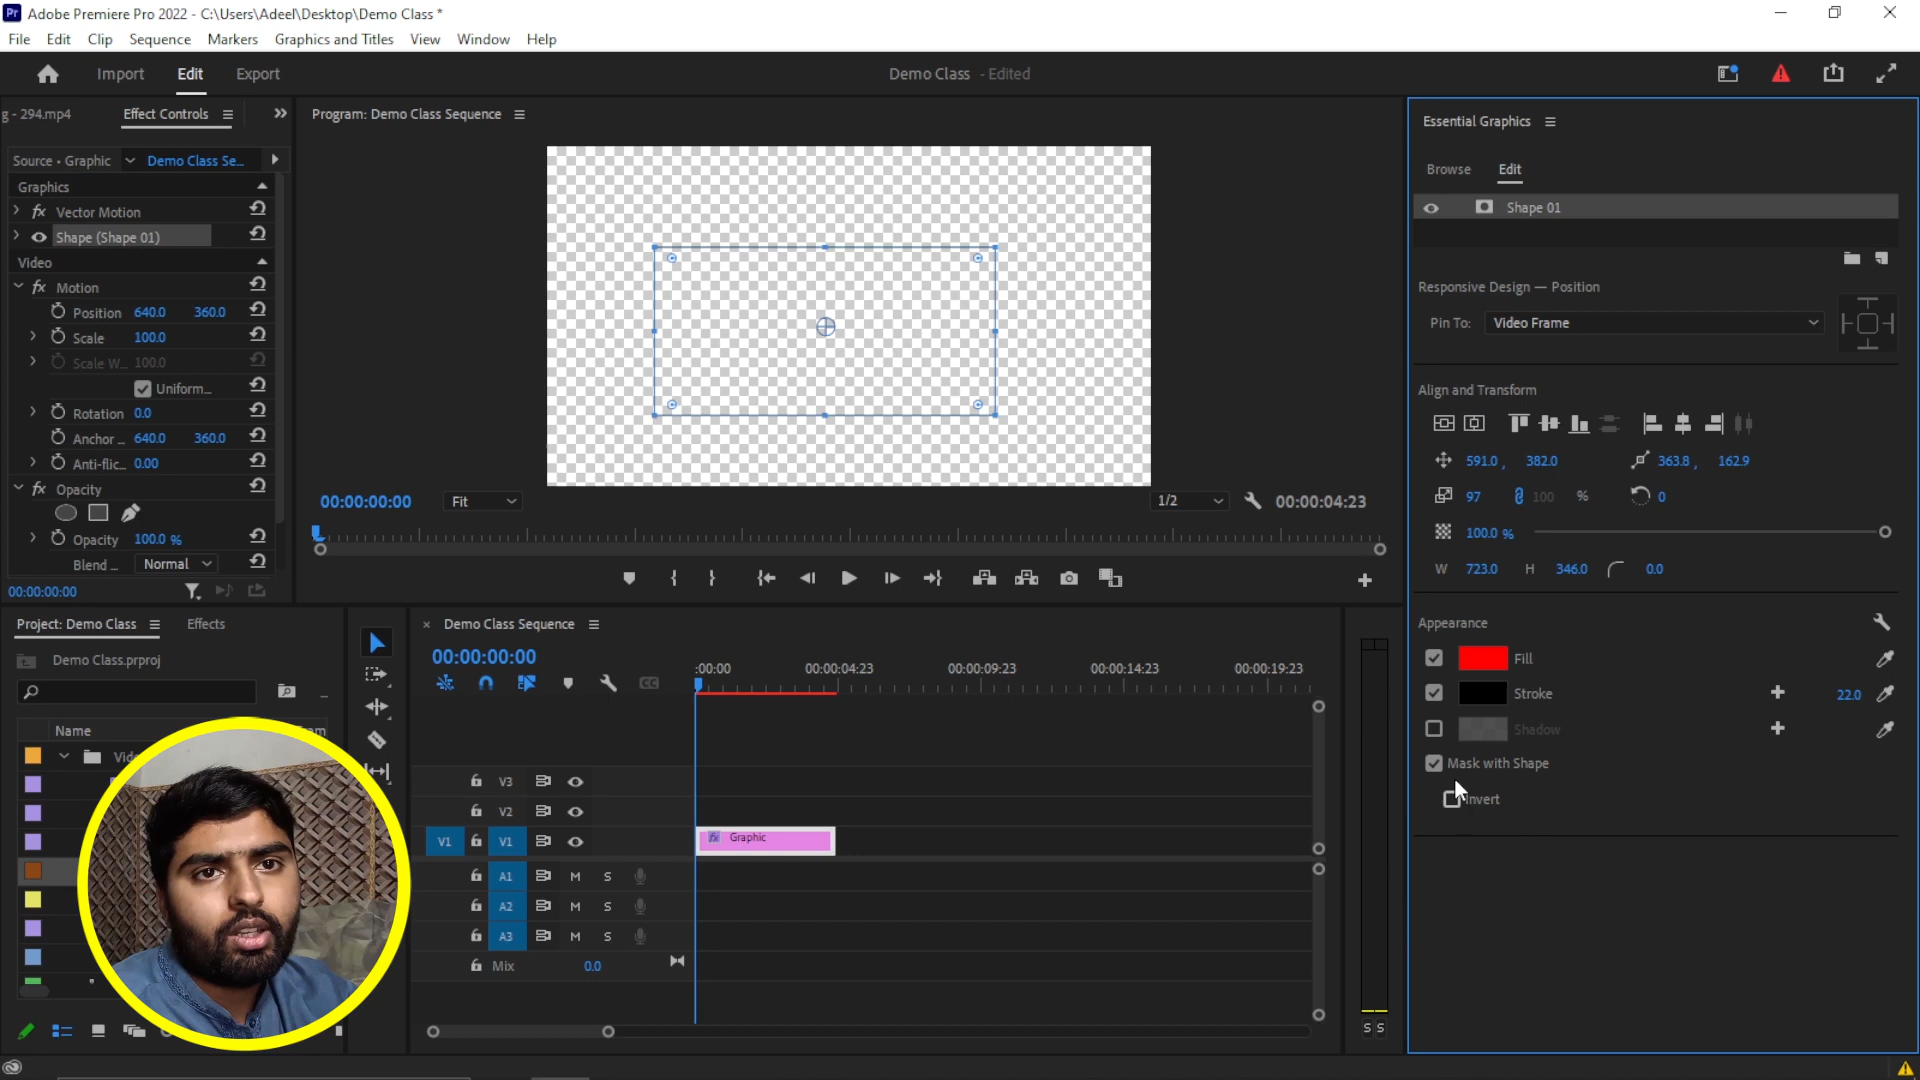 Pr Adobe Premiere Pro 2022 - C:\Users\Adeel\Desktop\Demo Class *
File Edit Clip Sequence Markers Graphics and Titles View Window Help
Import Edit Export Demo Class - Edited
g - 294.mp4 Effect Controls
Source • Graphic Demo Class Se...
Graphics
fx Vector Motion
Shape (Shape 01)
Video
fx Motion
Position 640.0 360.0
Scale 100.0
Scale W... 100.0
Uniform...
Rotation 0.0
Anchor ... 640.0 360.0
Anti-flic... 0.00
fx Opacity
Opacity 100.0 %
Blend ... Normal
00:00:00:00
Program: Demo Class Sequence
00:00:00:00 Fit 1/2 00:00:04:23
Project: Demo Class Effects
Demo Class.prproj
Name
Demo Class Sequence
00:00:00:00
:00:00 00:00:04:23 00:00:09:23 00:00:14:23 00:00:19:23
V3
V2
V1 V1 fx Graphic
A1 M S
A2 M S
A3 M S
Mix 0.0
S S
Essential Graphics
Browse Edit
Shape 01
Responsive Design — Position
Pin To: Video Frame
Align and Transform
591.0 , 382.0 363.8 , 162.9
97 100 % 0
100.0 %
W 723.0 H 346.0 0.0
Appearance
Fill
Stroke 22.0
Shadow
Mask with Shape
Invert